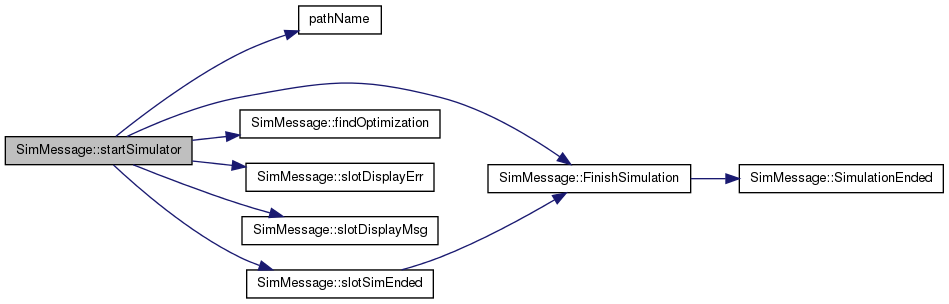 pathName
SimMessage::findOptimization
SimMessage::startSimulator
SimMessage::slotDisplayErr
SimMessage::FinishSimulation
SimMessage::SimulationEnded
SimMessage::slotDisplayMsg
SimMessage::slotSimEnded